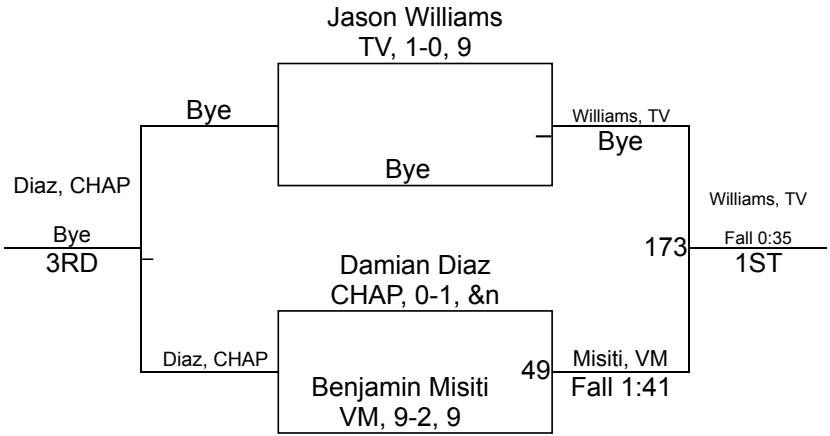 Jason Williams
TV, 1-0, 9
Bye
Williams, TV
Bye
Bye
Diaz, CHAP
Bye
3RD
Williams, TV
173
Fall 0:35
1ST
Damian Diaz
CHAP, 0-1, &n
Diaz, CHAP
49
Misiti, VM
Fall 1:41
Benjamin Misiti
VM, 9-2, 9